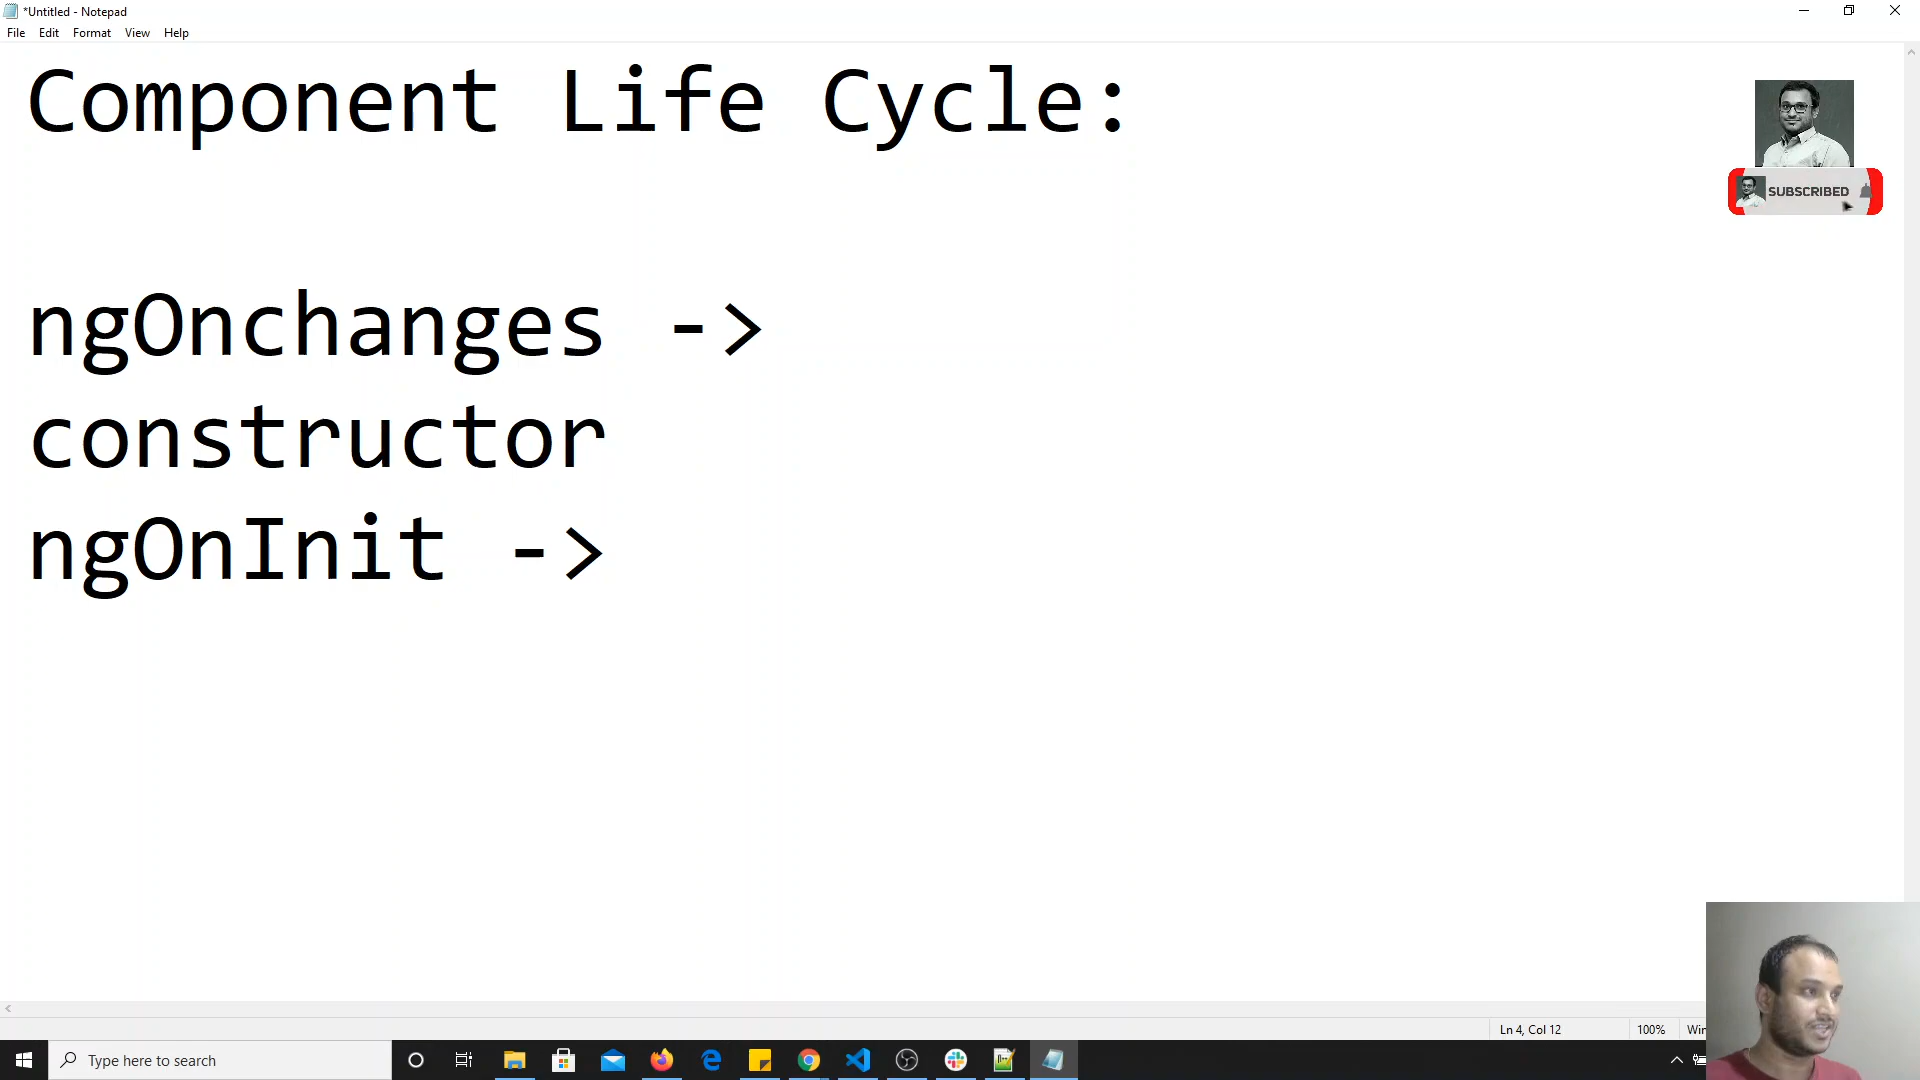 *Untitled - Notepad
File Edit Format View Help
Component Life Cycle:
SUBSCRIBED
ngOnchanges ->
constructor
ngOnInit ->
Ln 4, Col 12 100% Win
Type here to search